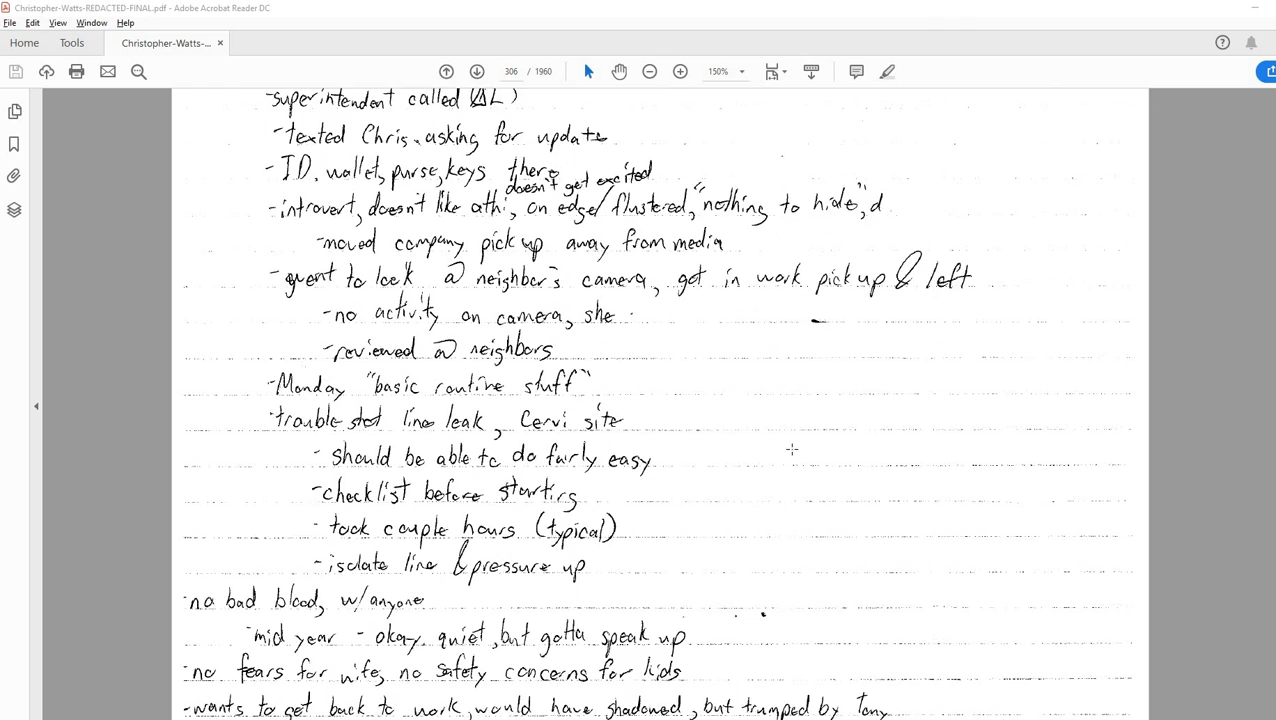 Christopher-Watts-REDACTED-FINAL.pdf - Adobe Acrobat Reader DC
File Edit View Window Help
Home Tools Christopher-Watts-... ×
306 / 1960 150%
-superintendent called
-texted Chris asking for update
-ID, wallet, purse, keys there
doesn't get excited
-introvert, doesn't like, on edge/flustered, "nothing to hide", d
-moved company pick up away from media
-went to look @ neighbor's camera, got in work pick up & left
-no activity on camera, she
-reviewed @ neighbors
-Monday "basic routine stuff"
-trouble shot line leak, Cervi site
-should be able to do fairly easy
-checklist before starting
-took couple hours (typical)
-isolate line & pressure up
-no bad blood, w/anyone
-mid year - okay, quiet, but gotta speak up
-no fears for wife, no safety concerns for kids
-wants to get back to work, would have shadowed, but trumped by Tony